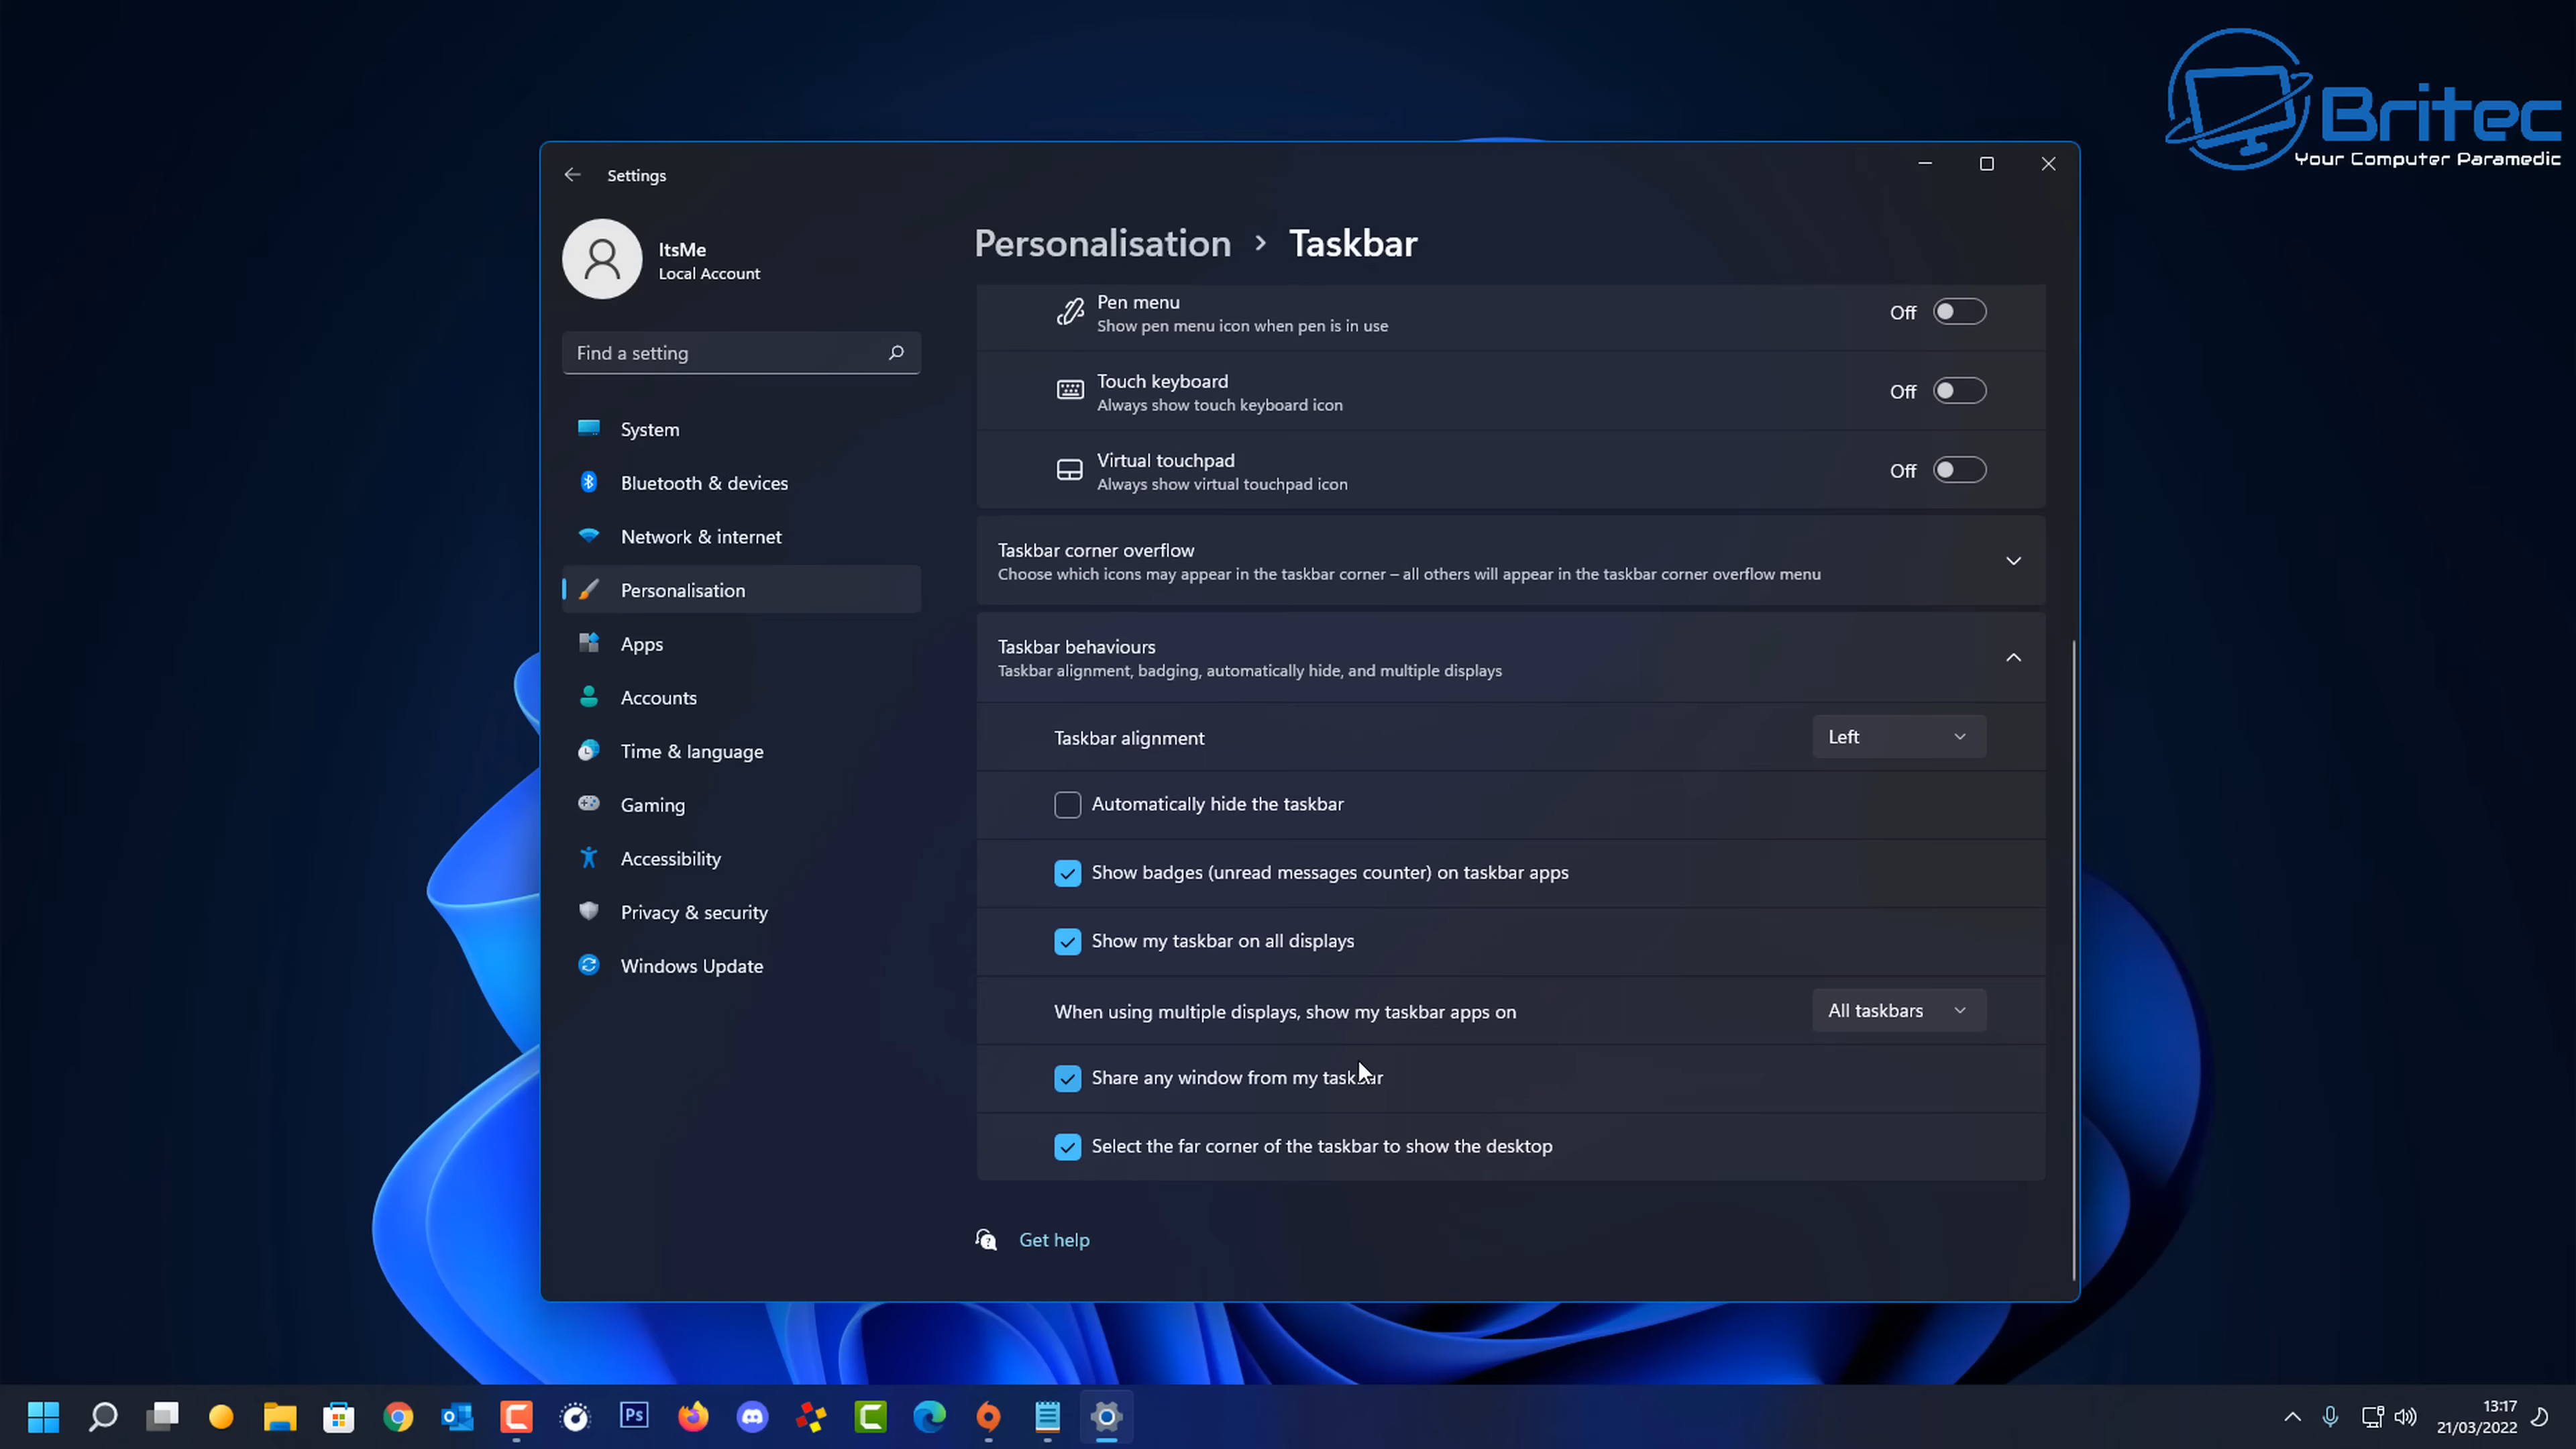 Britec
Your Computer Paramedic
Settings
ItsMe
Local Account
Find a setting
System
Bluetooth & devices
Network & internet
Personalisation
Apps
Accounts
Time & language
Gaming
Accessibility
Privacy & security
Windows Update
Personalisation > Taskbar
Pen menu
Show pen menu icon when pen is in use
Off
Touch keyboard
Always show touch keyboard icon
Off
Virtual touchpad
Always show virtual touchpad icon
Off
Taskbar corner overflow
Choose which icons may appear in the taskbar corner – all others will appear in the taskbar corner overflow menu
Taskbar behaviours
Taskbar alignment, badging, automatically hide, and multiple displays
Taskbar alignment
Left
Automatically hide the taskbar
Show badges (unread messages counter) on taskbar apps
Show my taskbar on all displays
When using multiple displays, show my taskbar apps on
All taskbars
Share any window from my taskbar
Select the far corner of the taskbar to show the desktop
Get help
Ps
13:17
21/03/2022